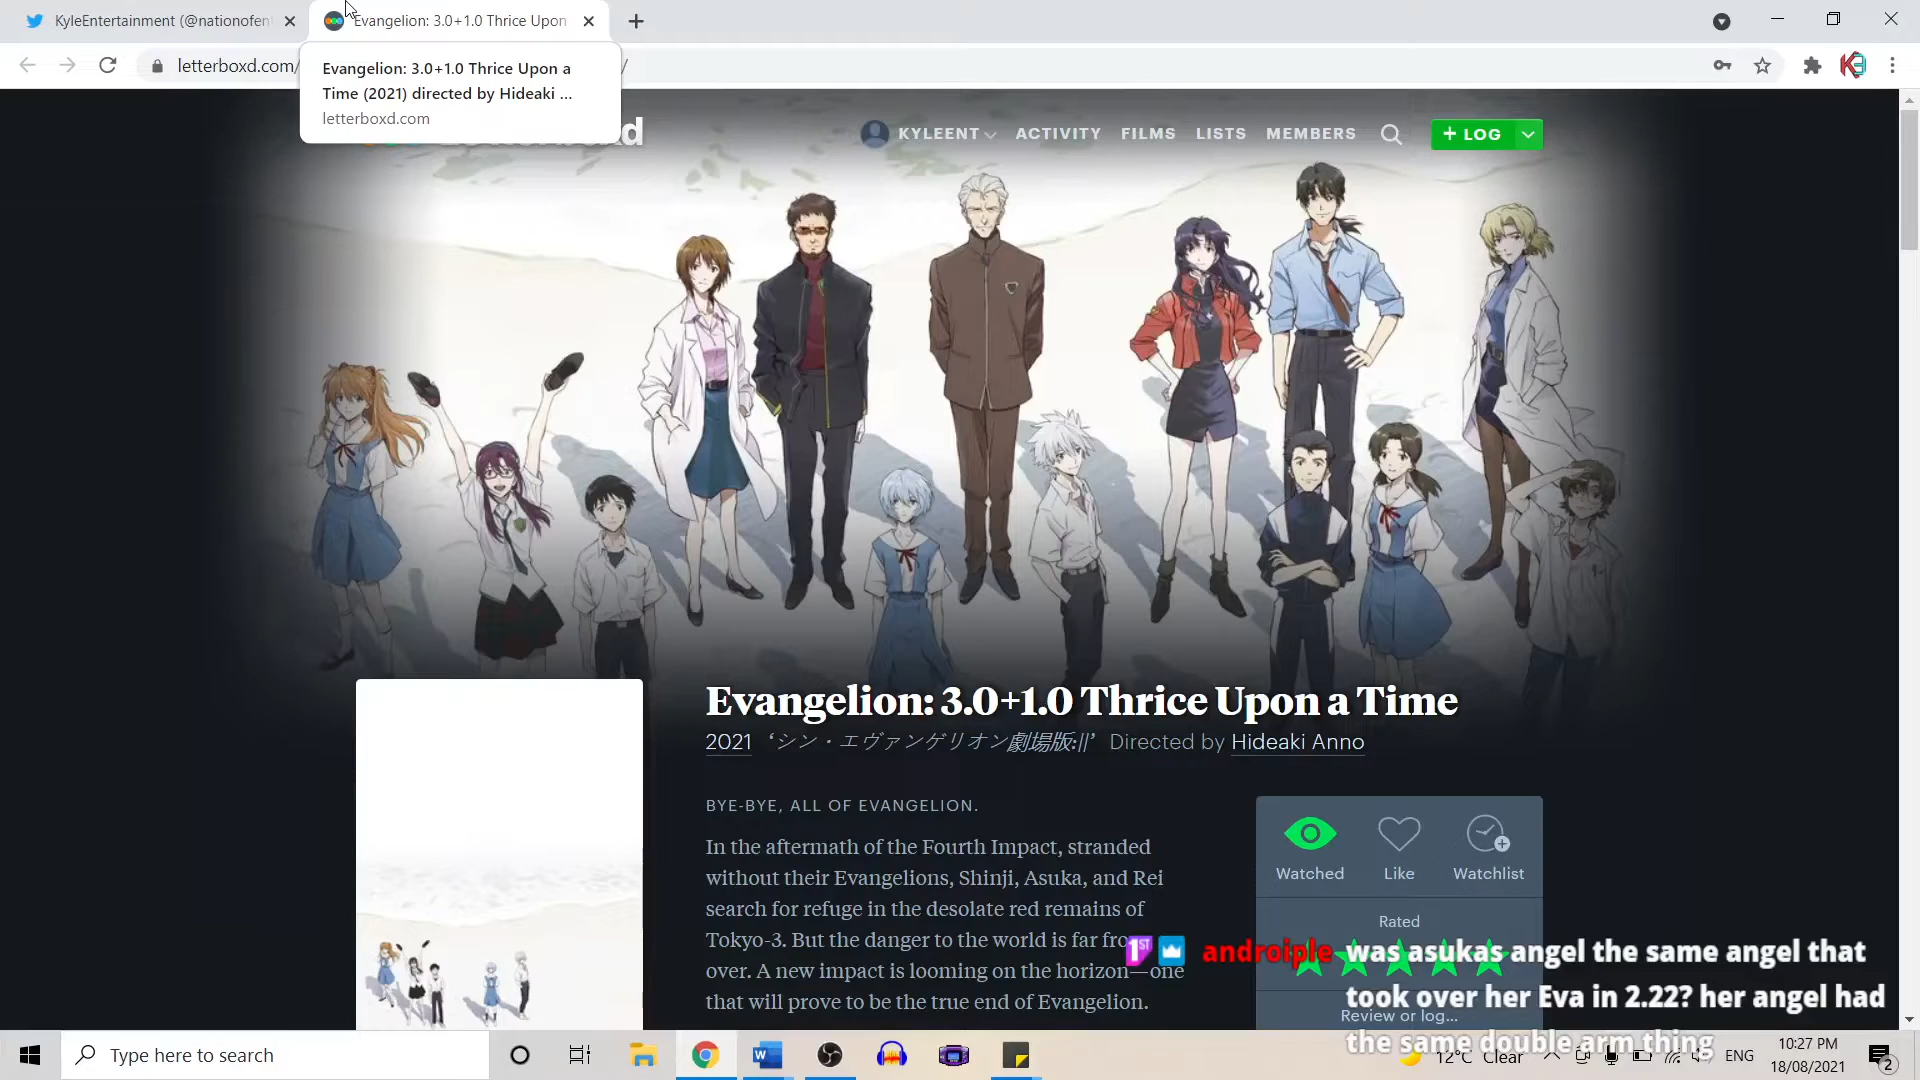 KyleEntertainment (@nationofen
Evangelion: 3.0+1.0 Thrice Upon
letterboxd.com/
/
Evangelion: 3.0+1.0 Thrice Upon a
Time (2021) directed by Hideaki ...
letterboxd.com
KYLEENT
ACTIVITY
FILMS
LISTS
MEMBERS
+ LOG
Evangelion: 3.0+1.0 Thrice Upon a Time
2021 ‘シン・エヴァンゲリオン劇場版:||’ Directed by Hideaki Anno
BYE-BYE, ALL OF EVANGELION.
In the aftermath of the Fourth Impact, stranded
without their Evangelions, Shinji, Asuka, and Rei
search for refuge in the desolate red remains of
Tokyo-3. But the danger to the world is far fro
over. A new impact is looming on the horizon—one
that will prove to be the true end of Evangelion.
Watched
Like
Watchlist
Rated
Review or log...
1ST androiple was asukas angel the same angel that
took over her Eva in 2.22? her angel had
the same double arm thing
Type here to search
12°C Clear
ENG
10:27 PM
18/08/2021
2